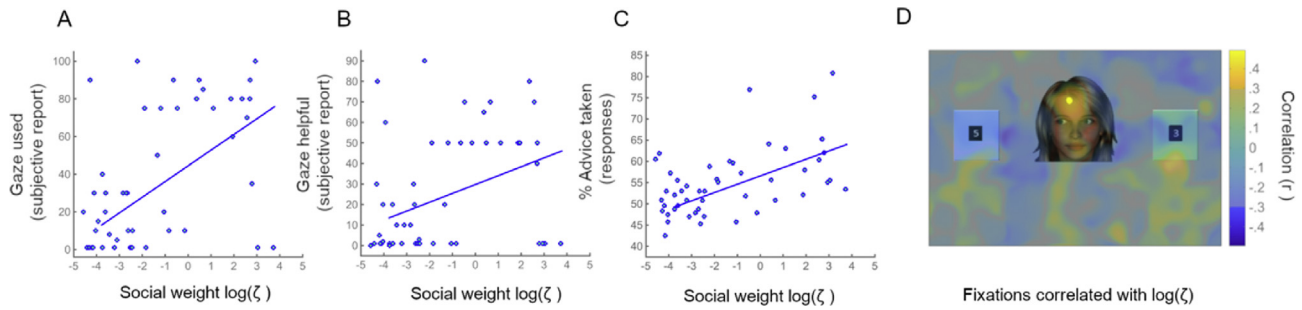 A
B
C
D
Gaze used
(subjective report)
100
80
60
40
20
0
-5 -4 -3 -2 -1 0 1 2 3 4 5
Social weight log(ζ )
Gaze helpful
(subjective report)
90
80
70
60
50
40
30
20
10
0
-5 -4 -3 -2 -1 0 1 2 3 4 5
Social weight log(ζ )
% Advice taken
(responses)
85
80
75
70
65
60
55
50
45
40
-5 -4 -3 -2 -1 0 1 2 3 4 5
Social weight log(ζ )
5
3
.4
.3
.2
.1
0
-.1
-.2
-.3
-.4
Correlation (r )
Fixations correlated with log(ζ)